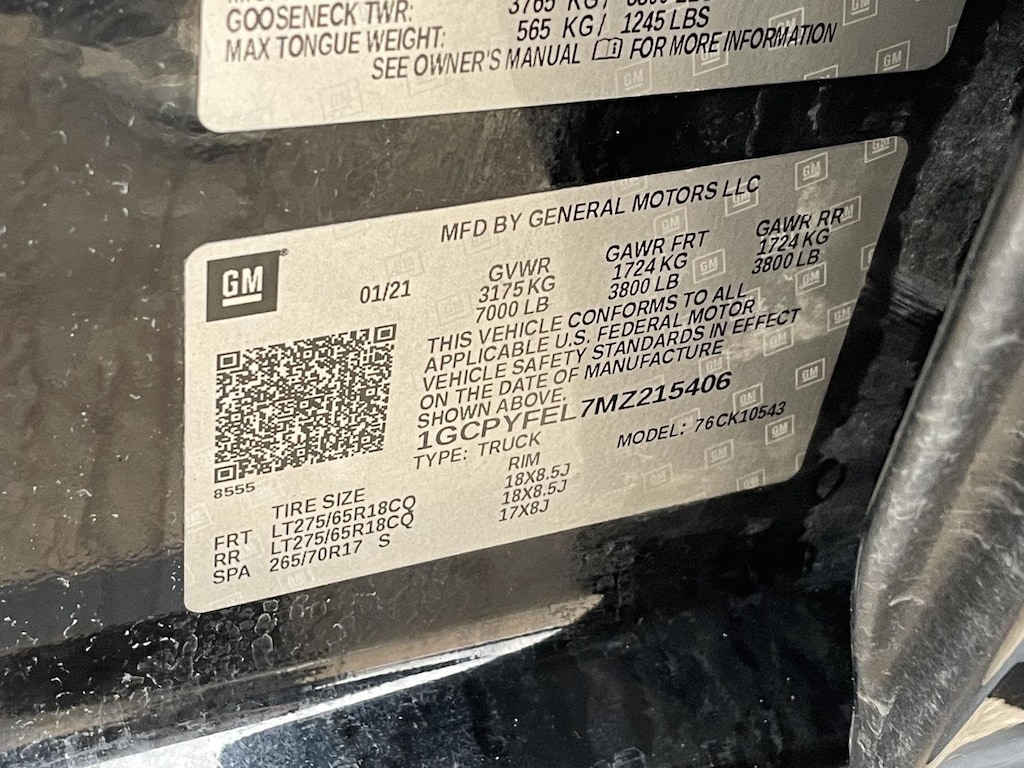 GOOSENECK TWR: 3765 KG/
MAX TONGUE WEIGHT: 565 KG/ 1245 LBS
SEE OWNER'S MANUAL FOR MORE INFORMATION
GM
MFD BY GENERAL MOTORS LLC
01/21
GVWR GAWR FRT GAWR RR
3175 KG 1724 KG 1724 KG
7000 LB 3800 LB 3800 LB
THIS VEHICLE CONFORMS TO ALL
APPLICABLE U.S. FEDERAL MOTOR
VEHICLE SAFETY STANDARDS IN EFFECT
ON THE DATE OF MANUFACTURE
SHOWN ABOVE.
1GCPYFEL7MZ215406
TYPE: TRUCK MODEL: 76CK10543
8555
TIRE SIZE RIM
FRT LT275/65R18CQ 18X8.5J
RR LT275/65R18CQ 18X8.5J
SPA 265/70R17 S 17X8J